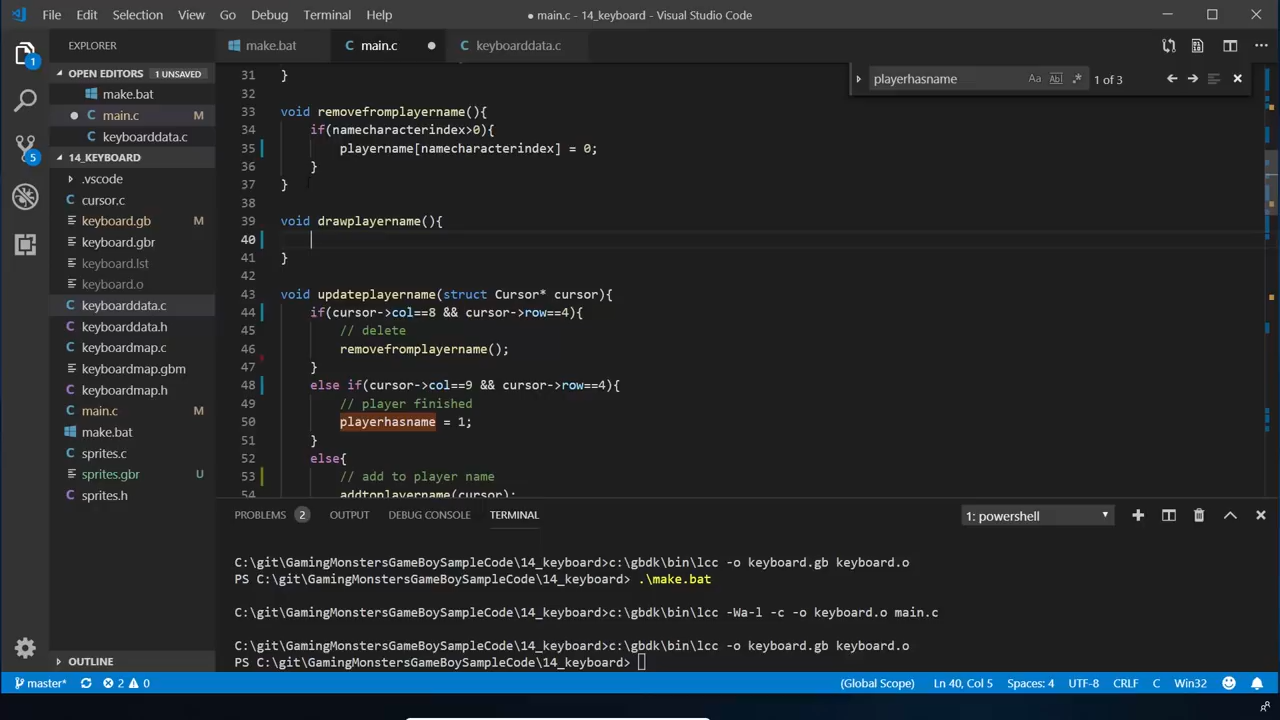 File Edit Selection View Go Debug Terminal Help ● main.c - 14_keyboard - Visual Studio Code
EXPLORER
OPEN EDITORS 1 UNSAVED
make.bat
main.c M
keyboarddata.c
14_KEYBOARD
.vscode
cursor.c
keyboard.gb M
keyboard.gbr
keyboard.lst
keyboard.o
keyboarddata.c
keyboarddata.h
keyboardmap.c
keyboardmap.gbm
keyboardmap.h
main.c M
make.bat
sprites.c
sprites.gbr U
sprites.h
OUTLINE
1
5
make.bat main.c keyboarddata.c
playerhasname Aa Abl .* 1 of 3
31 }
32
33 void removefromplayername(){
34 if(namecharacterindex>0){
35 playername[namecharacterindex] = 0;
36 }
37 }
38
39 void drawplayername(){
40
41 }
42
43 void updateplayername(struct Cursor* cursor){
44 if(cursor->col==8 && cursor->row==4){
45 // delete
46 removefromplayername();
47 }
48 else if(cursor->col==9 && cursor->row==4){
49 // player finished
50 playerhasname = 1;
51 }
52 else{
53 // add to player name
54 addtoplayername(cursor);
PROBLEMS 2 OUTPUT DEBUG CONSOLE TERMINAL 1: powershell
C:\git\GamingMonstersGameBoySampleCode\14_keyboard>c:\gbdk\bin\lcc -o keyboard.gb keyboard.o
PS C:\git\GamingMonstersGameBoySampleCode\14_keyboard> .\make.bat
C:\git\GamingMonstersGameBoySampleCode\14_keyboard>c:\gbdk\bin\lcc -Wa-l -c -o keyboard.o main.c
C:\git\GamingMonstersGameBoySampleCode\14_keyboard>c:\gbdk\bin\lcc -o keyboard.gb keyboard.o
PS C:\git\GamingMonstersGameBoySampleCode\14_keyboard>
master* 2 0 (Global Scope) Ln 40, Col 5 Spaces: 4 UTF-8 CRLF C Win32